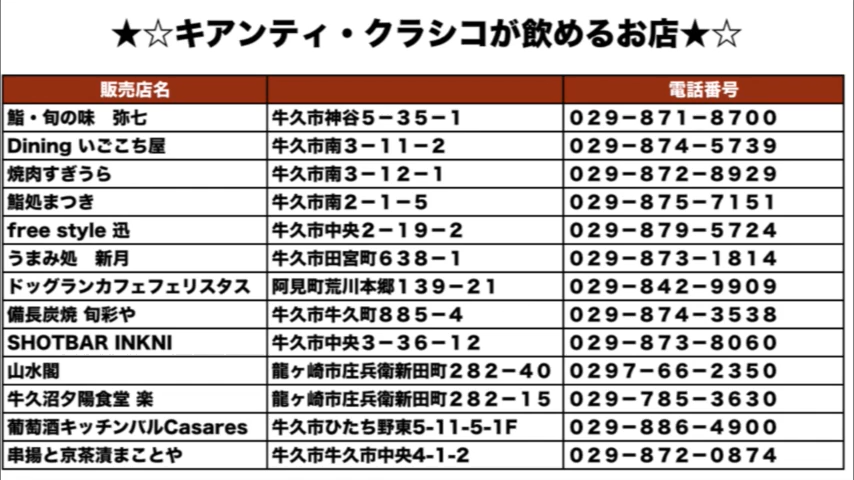 ★☆キアンティ・クラシコが飲めるお店★☆
販売店名 電話番号
鮨・旬の味　弥七 牛久市神谷５－３５－１ ０２９－８７１－８７００
Dining いごこち屋 牛久市南３－１１－２ ０２９－８７４－５７３９
焼肉すぎうら 牛久市南３－１２－１ ０２９－８７２－８９２９
鮨処まつき 牛久市南２－１－５ ０２９－８７５－７１５１
free style 迅 牛久市中央２－１９－２ ０２９－８７９－５７２４
うまみ処　新月 牛久市田宮町６３８－１ ０２９－８７３－１８１４
ドッグランカフェフェリスタス 阿見町荒川本郷１３９－２１ ０２９－８４２－９９０９
備長炭焼 旬彩や 牛久市牛久町８８５－４ ０２９－８７４－３５３８
SHOTBAR INKNI 牛久市中央３－３６－１２ ０２９－８７３－８０６０
山水閣 龍ヶ崎市庄兵衛新田町２８２－４０ ０２９７－６６－２３５０
牛久沼夕陽食堂 楽 龍ヶ崎市庄兵衛新田町２８２－１５ ０２９－７８５－３６３０
葡萄酒キッチンバルCasares 牛久市ひたち野東5-11-5-1F ０２９－８８６－４９００
串揚と京茶漬まことや 牛久市牛久市中央4-1-2 ０２９－８７２－０８７４